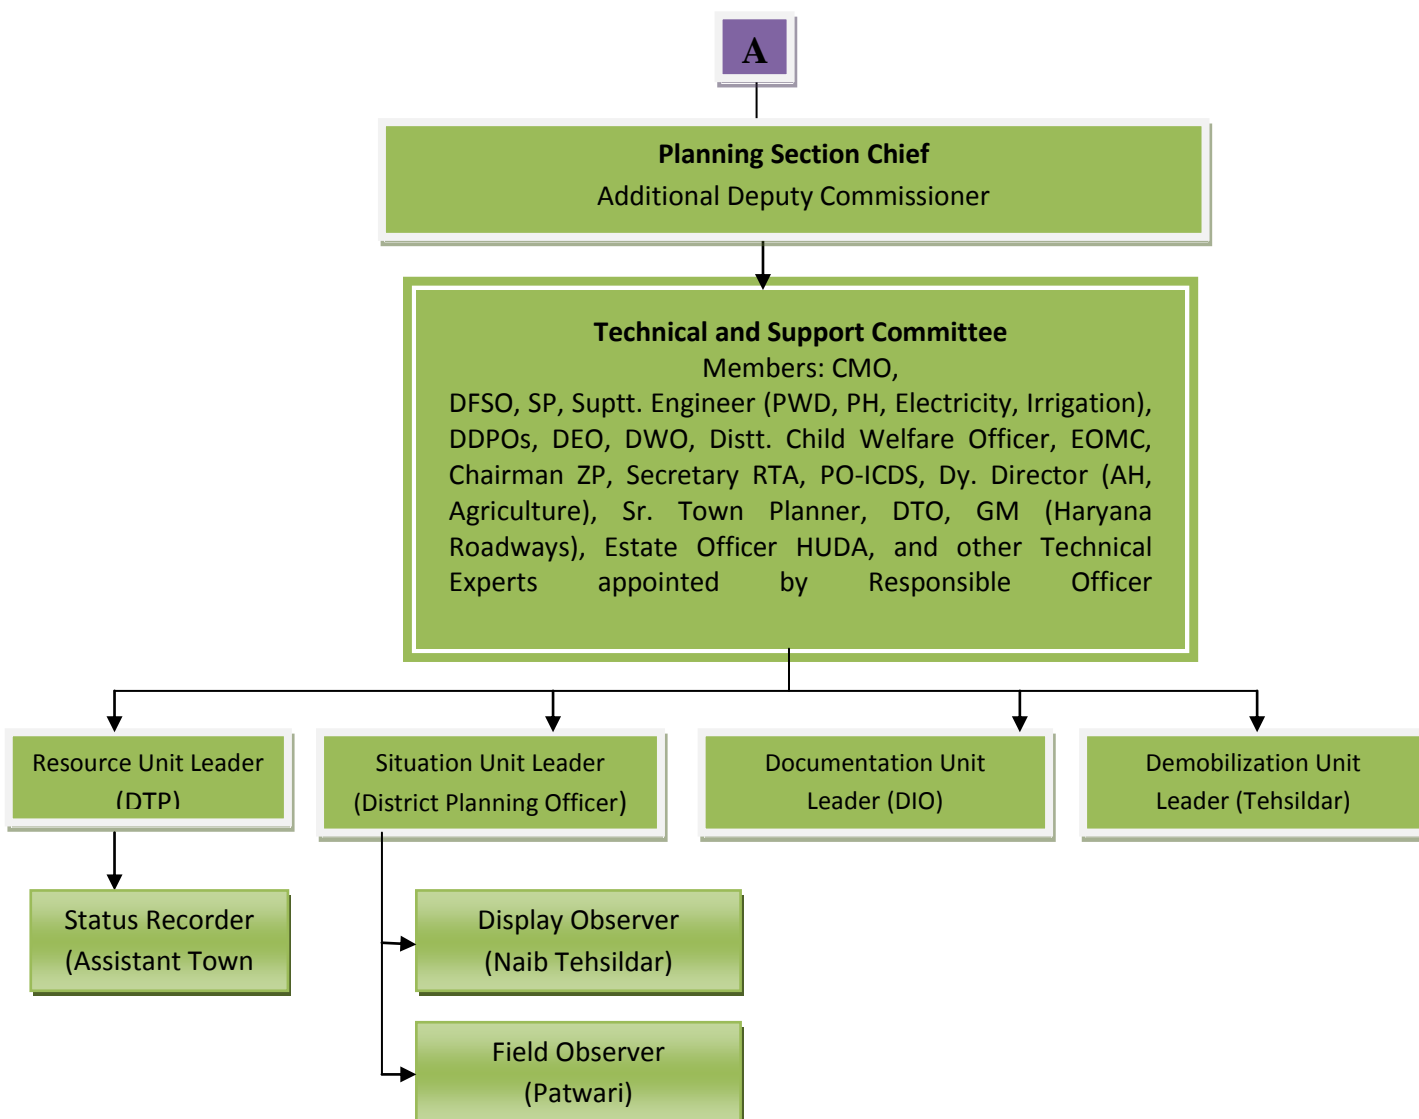 A
Planning Section Chief
Additional Deputy Commissioner
Technical and Support Committee
Members: CMO,
DFSO, SP, Suptt. Engineer (PWD, PH, Electricity, Irrigation),
DDPOs, DEO, DWO, Distt. Child Welfare Officer, EOMC,
Chairman ZP, Secretary RTA, PO-ICDS, Dy. Director (AH,
Agriculture), Sr. Town Planner, DTO, GM (Haryana
Roadways), Estate Officer HUDA, and other Technical
Experts appointed by Responsible Officer
Resource Unit Leader
(DTP)
Situation Unit Leader
(District Planning Officer)
Documentation Unit
Leader (DIO)
Demobilization Unit
Leader (Tehsildar)
Status Recorder
(Assistant Town
Display Observer
(Naib Tehsildar)
Field Observer
(Patwari)